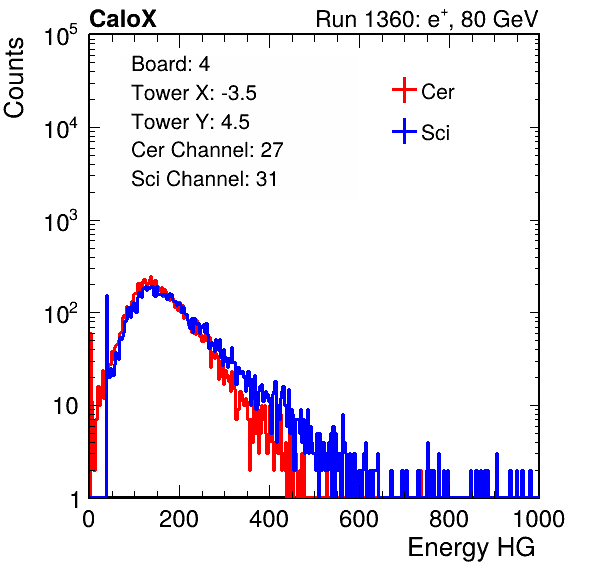 CaloX Run 1360: e⁺, 80 GeV
Counts
10⁵
10⁴
10³
10²
10
1
Board: 4
Tower X: -3.5
Tower Y: 4.5
Cer Channel: 27
Sci Channel: 31
Cer
Sci
0 200 400 600 800 1000
Energy HG